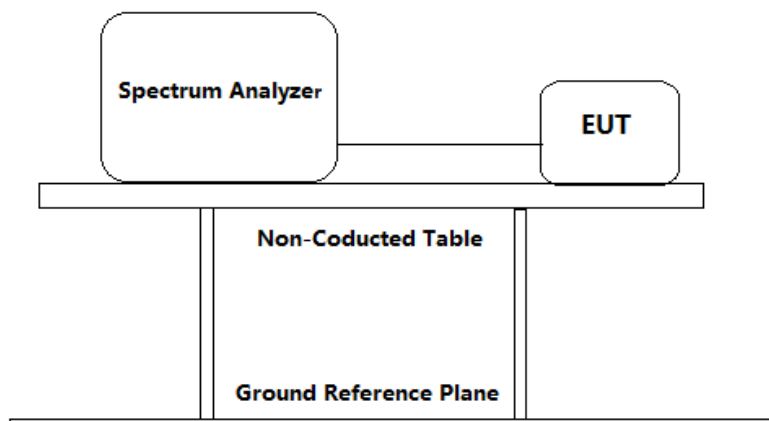 Spectrum Analyzer
EUT
Non-Coducted Table
Ground Reference Plane